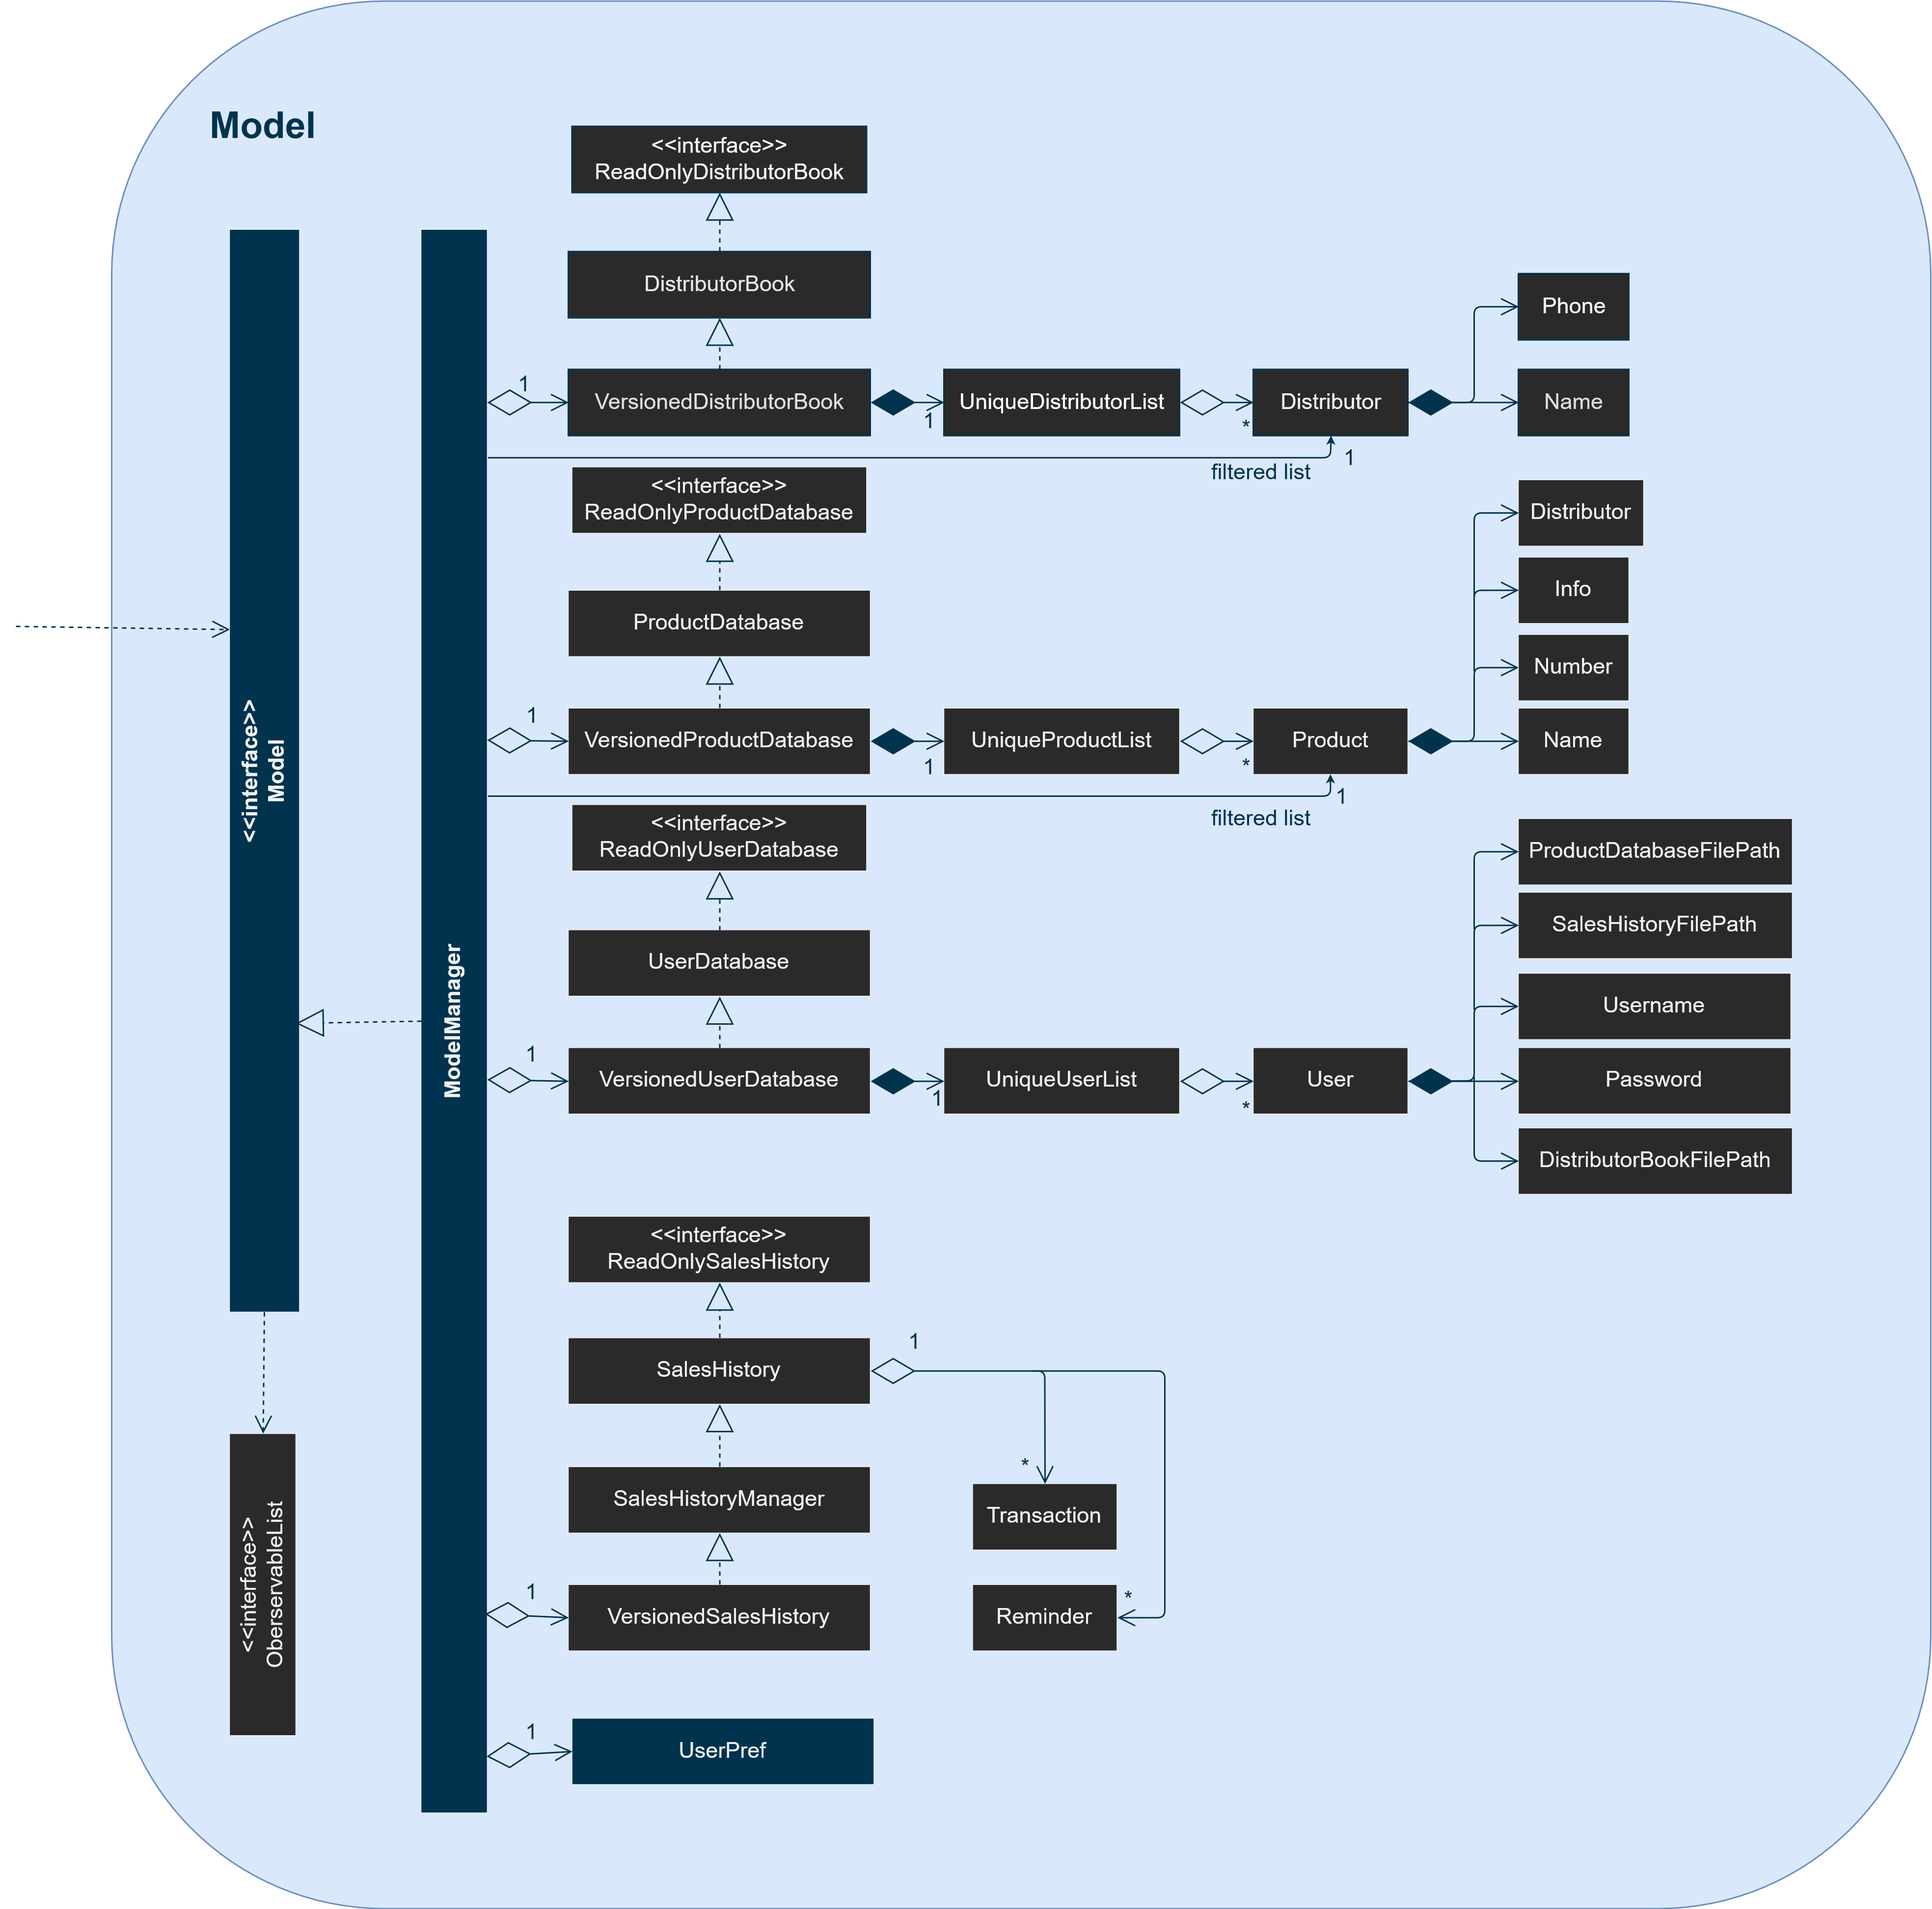 Model
<<interface>>
ReadOnlyDistributorBook
DistributorBook
Phone
1
VersionedDistributorBook
1
UniqueDistributorList
*
Distributor
Name
filtered list
1
<<interface>>
ReadOnlyProductDatabase
Distributor
Info
ProductDatabase
Number
<<interface>>
Model
1
VersionedProductDatabase
1
UniqueProductList
*
Product
Name
filtered list
1
<<interface>>
ReadOnlyUserDatabase
ProductDatabaseFilePath
SalesHistoryFilePath
UserDatabase
Username
ModelManager
1
VersionedUserDatabase
1
UniqueUserList
*
User
Password
DistributorBookFilePath
<<interface>>
ReadOnlySalesHistory
SalesHistory
1
*
SalesHistoryManager
Transaction
<<interface>>
OberservableList
1
VersionedSalesHistory
Reminder
*
1
UserPref